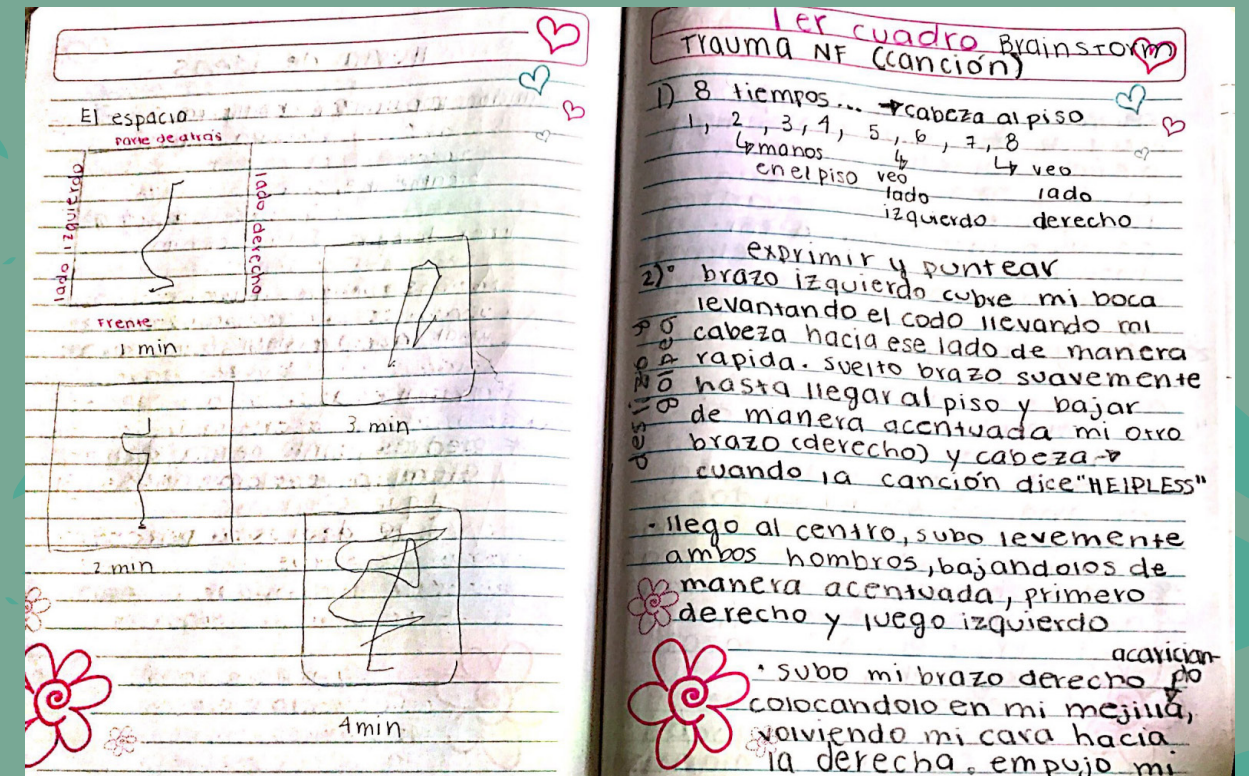 El espacio
Parte de atrás
lado izquierdo
lado derecho
Frente
1 min
3 min
2 min
4min
1er cuadro Brainstorm
Trauma NF (canción)
1) 8 tiempos... → cabeza al piso
1, 2, 3, 4, 5, 6, 7, 8
↳ manos ↳ ↳ veo
en el piso veo lado
lado derecho
izquierdo
exprimir y puntear
2)• brazo izquierdo cubre mi boca
levantando el codo llevando mi
cabeza hacia ese lado de manera
rapida. suelto brazo suavemente
hasta llegar al piso y bajar
de manera acentuada mi otro
brazo (derecho) y cabeza →
cuando la canción dice "HElPLESS"
deslizo y
golpeo
• llego al centro, subo levemente
ambos hombros, bajandolos de
manera acentuada, primero
derecho y luego izquierdo
acarician-
• subo mi brazo derecho do
colocandolo en mi mejilla,
volviendo mi cara hacia
la derecha. empujo mi